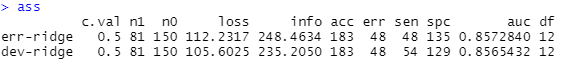 > ass
c.val n1 n0 loss info acc err sen spc auc df
err-ridge 0.5 81 150 112.2317 248.4634 183 48 48 135 0.8572840 12
dev-ridge 0.5 81 150 105.6025 235.2050 183 48 54 129 0.8565432 12